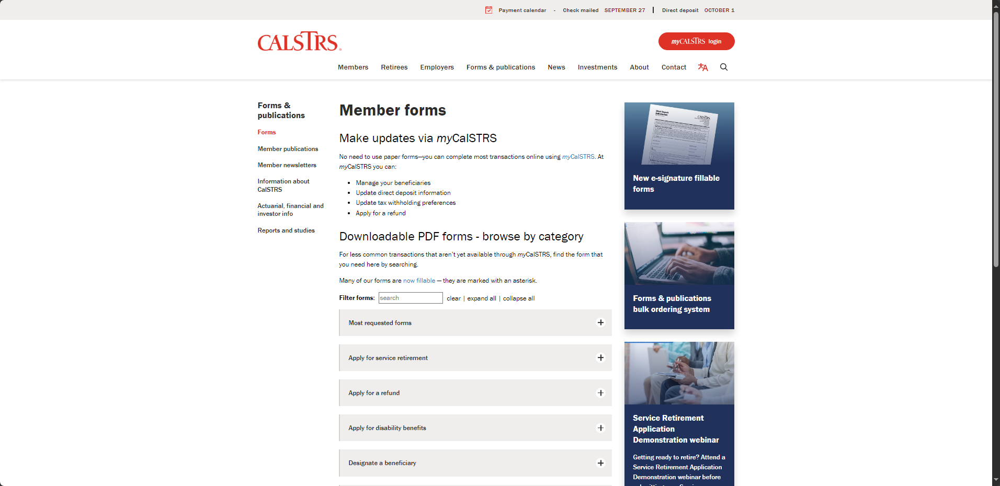 Payment calendar - Check mailed SEPTEMBER 27 | Direct deposit OCTOBER 1
CALSTRS
myCALSTRS login
Members Retirees Employers Forms & publications News Investments About Contact
Forms &
publications
Forms
Member publications
Member newsletters
Information about
CalSTRS
Actuarial, financial and
investor info
Reports and studies
Member forms
Make updates via myCalSTRS
No need to use paper forms—you can complete most transactions online using myCalSTRS. At
myCalSTRS you can:
• Manage your beneficiaries
• Update direct deposit information
• Update tax withholding preferences
• Apply for a refund
Downloadable PDF forms - browse by category
For less common transactions that aren't yet available through myCalSTRS, find the form that
you need here by searching.
Many of our forms are now fillable — they are marked with an asterisk.
Filter forms: search clear | expand all | collapse all
Most requested forms
Apply for service retirement
Apply for a refund
Apply for disability benefits
Designate a beneficiary
Direct Deposit
CALSTRS
New e-signature fillable
forms
Forms & publications
bulk ordering system
Service Retirement
Application
Demonstration webinar
Getting ready to retire? Attend a
Service Retirement Application
Demonstration webinar before